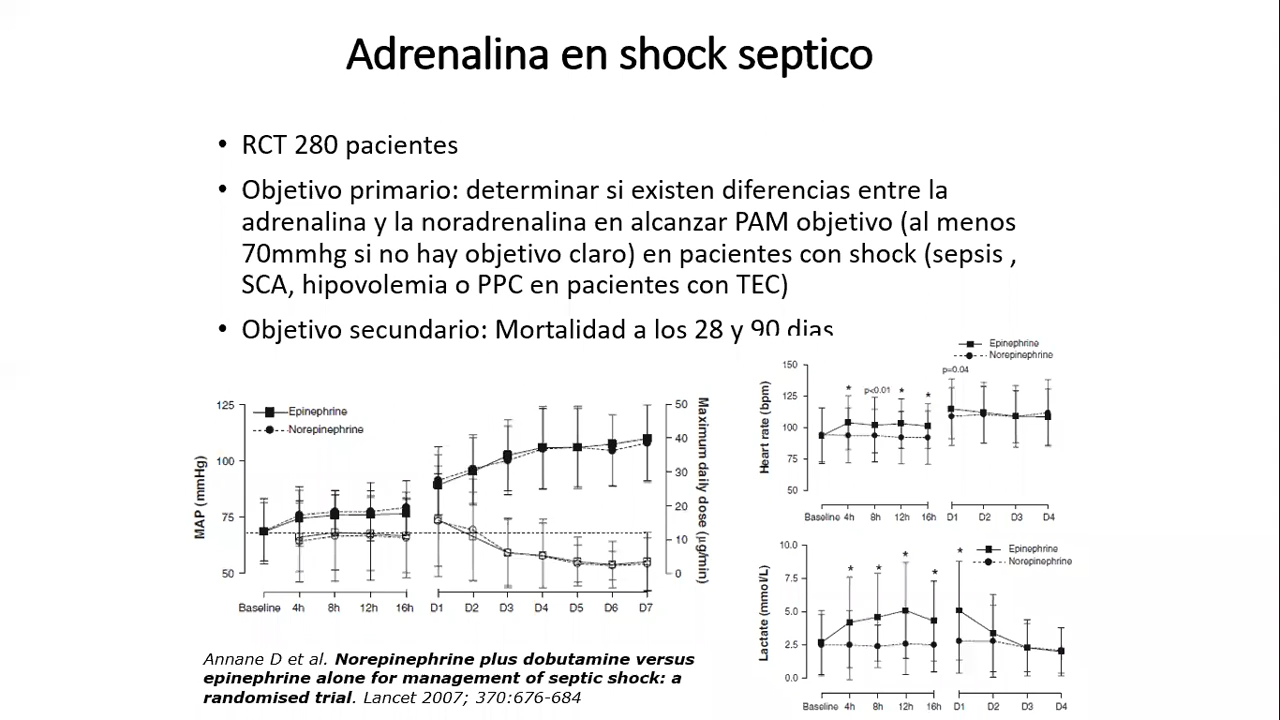 Adrenalina en shock septico
• RCT 280 pacientes
• Objetivo primario: determinar si existen diferencias entre la
adrenalina y la noradrenalina en alcanzar PAM objetivo (al menos
70mmhg si no hay objetivo claro) en pacientes con shock (sepsis ,
SCA, hipovolemia o PPC en pacientes con TEC)
• Objetivo secundario: Mortalidad a los 28 y 90 dias
125
100
75
50
MAP (mmHg)
Epinephrine
Norepinephrine
50
40
30
20
10
0
Maximum daily dose (μg/min)
Baseline 4h 8h 12h 16h D1 D2 D3 D4 D5 D6 D7
Epinephrine
Norepinephrine
150
125
100
75
50
Heart rate (bpm)
* p<0.01 * *
p=0.04
Baseline 4h 8h 12h 16h D1 D2 D3 D4
Epinephrine
Norepinephrine
10.0
7.5
5.0
2.5
0.0
Lactate (mmol/L)
* * * * *
Baseline 4h 8h 12h 16h D1 D2 D3 D4
Annane D et al. Norepinephrine plus dobutamine versus
epinephrine alone for management of septic shock: a
randomised trial. Lancet 2007; 370:676-684